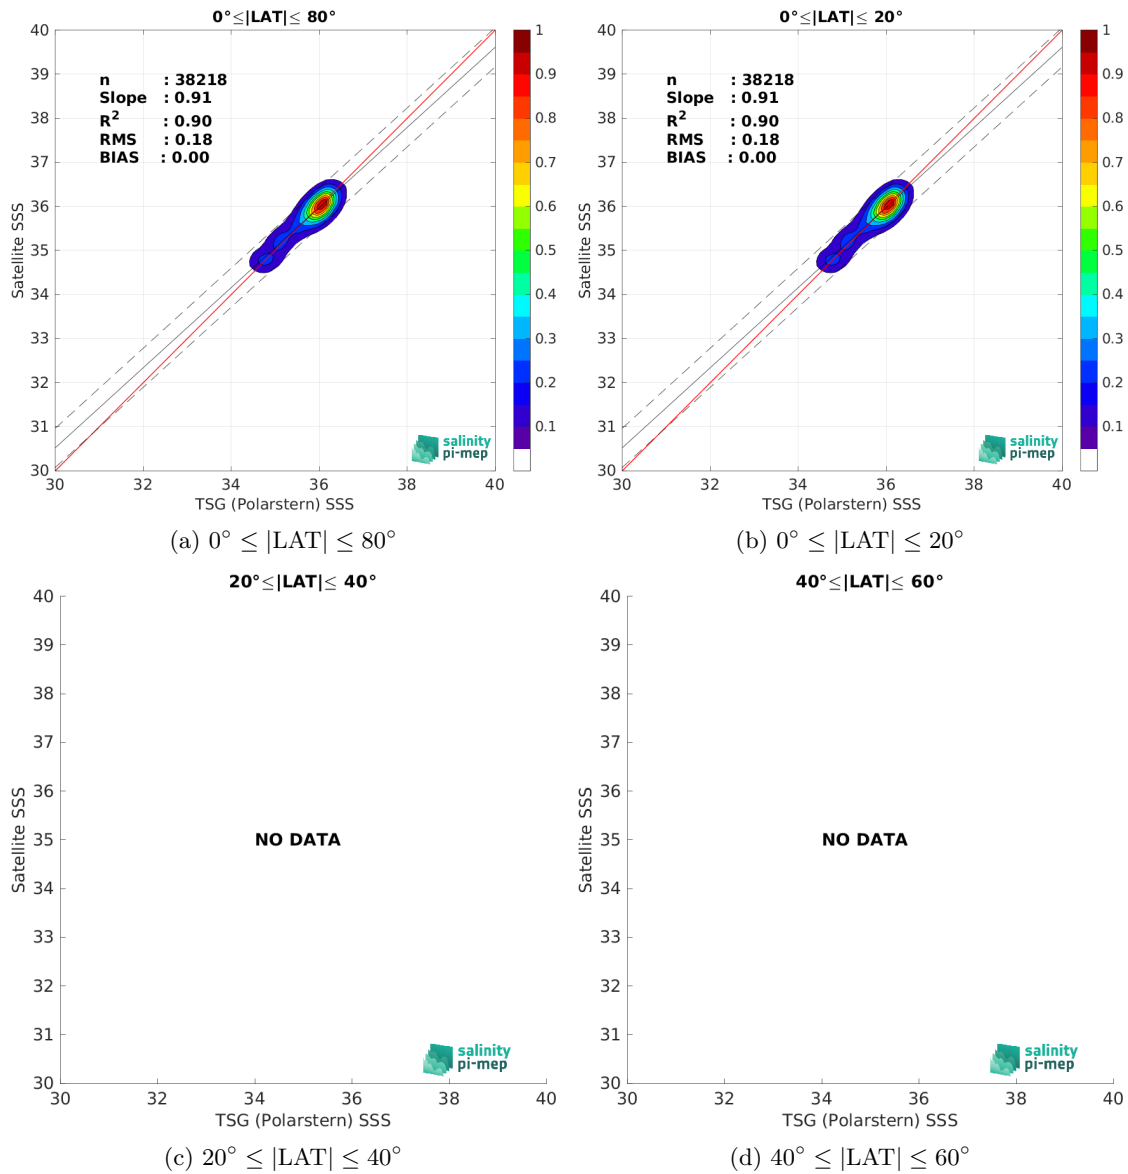 0°≤|LAT|≤ 80°
40
39
38
37
36
35
34
33
32
31
30
Satellite SSS
n : 38218
Slope : 0.91
R² : 0.90
RMS : 0.18
BIAS : 0.00
salinity
pi-mep
30 32 34 36 38 40
TSG (Polarstern) SSS
1
0.9
0.8
0.7
0.6
0.5
0.4
0.3
0.2
0.1
(a) 0° ≤ |LAT| ≤ 80°
0°≤|LAT|≤ 20°
40
39
38
37
36
35
34
33
32
31
30
Satellite SSS
n : 38218
Slope : 0.91
R² : 0.90
RMS : 0.18
BIAS : 0.00
salinity
pi-mep
30 32 34 36 38 40
TSG (Polarstern) SSS
1
0.9
0.8
0.7
0.6
0.5
0.4
0.3
0.2
0.1
(b) 0° ≤ |LAT| ≤ 20°
20°≤|LAT|≤ 40°
40
39
38
37
36
35
34
33
32
31
30
Satellite SSS
NO DATA
salinity
pi-mep
30 32 34 36 38 40
TSG (Polarstern) SSS
(c) 20° ≤ |LAT| ≤ 40°
40°≤|LAT|≤ 60°
40
39
38
37
36
35
34
33
32
31
30
Satellite SSS
NO DATA
salinity
pi-mep
30 32 34 36 38 40
TSG (Polarstern) SSS
(d) 40° ≤ |LAT| ≤ 60°